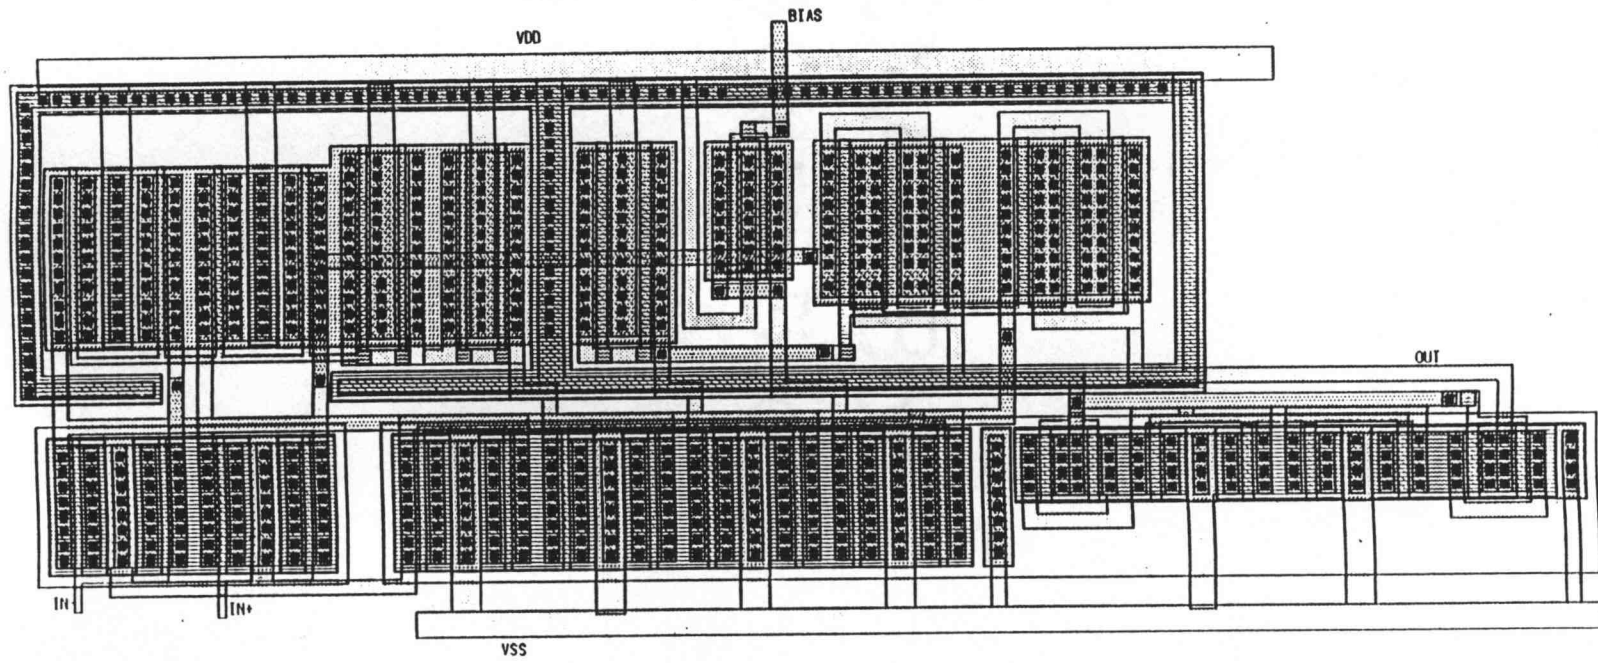 BIAS
VDD
OUT
IN-
IN+
VSS